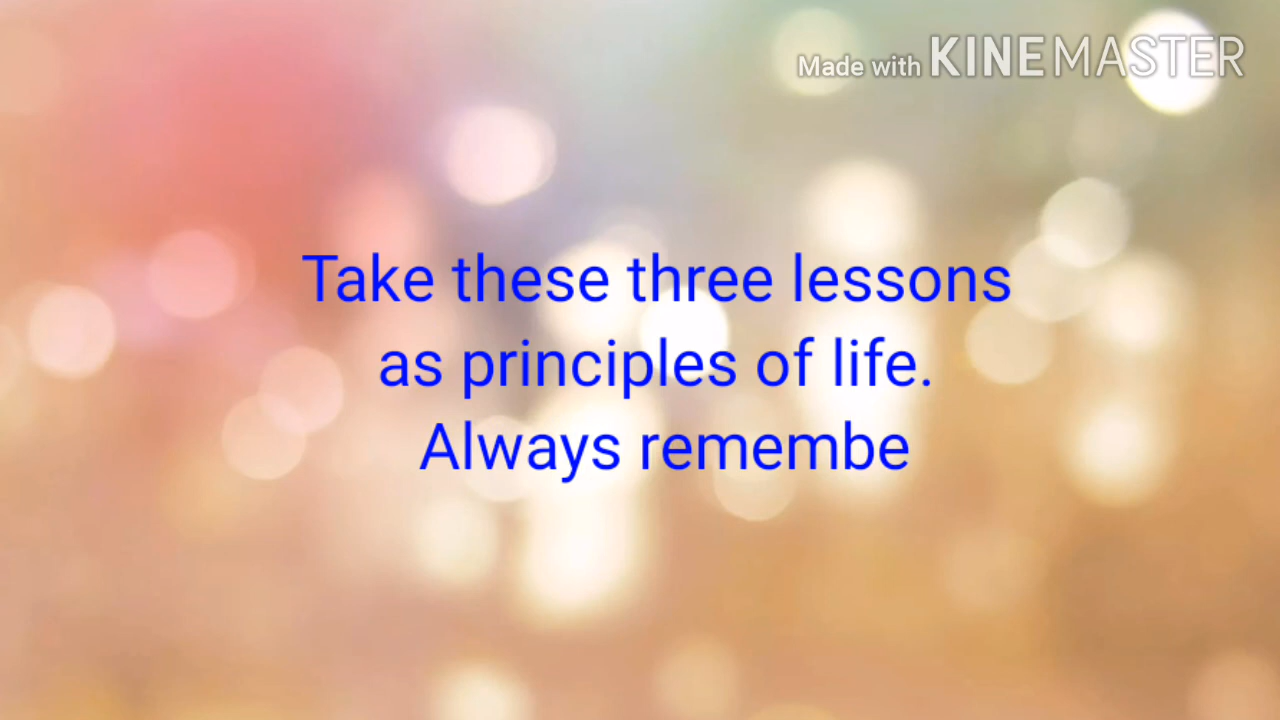 Made with KINEMASTER
Take these three lessons
as principles of life.
Always remembe